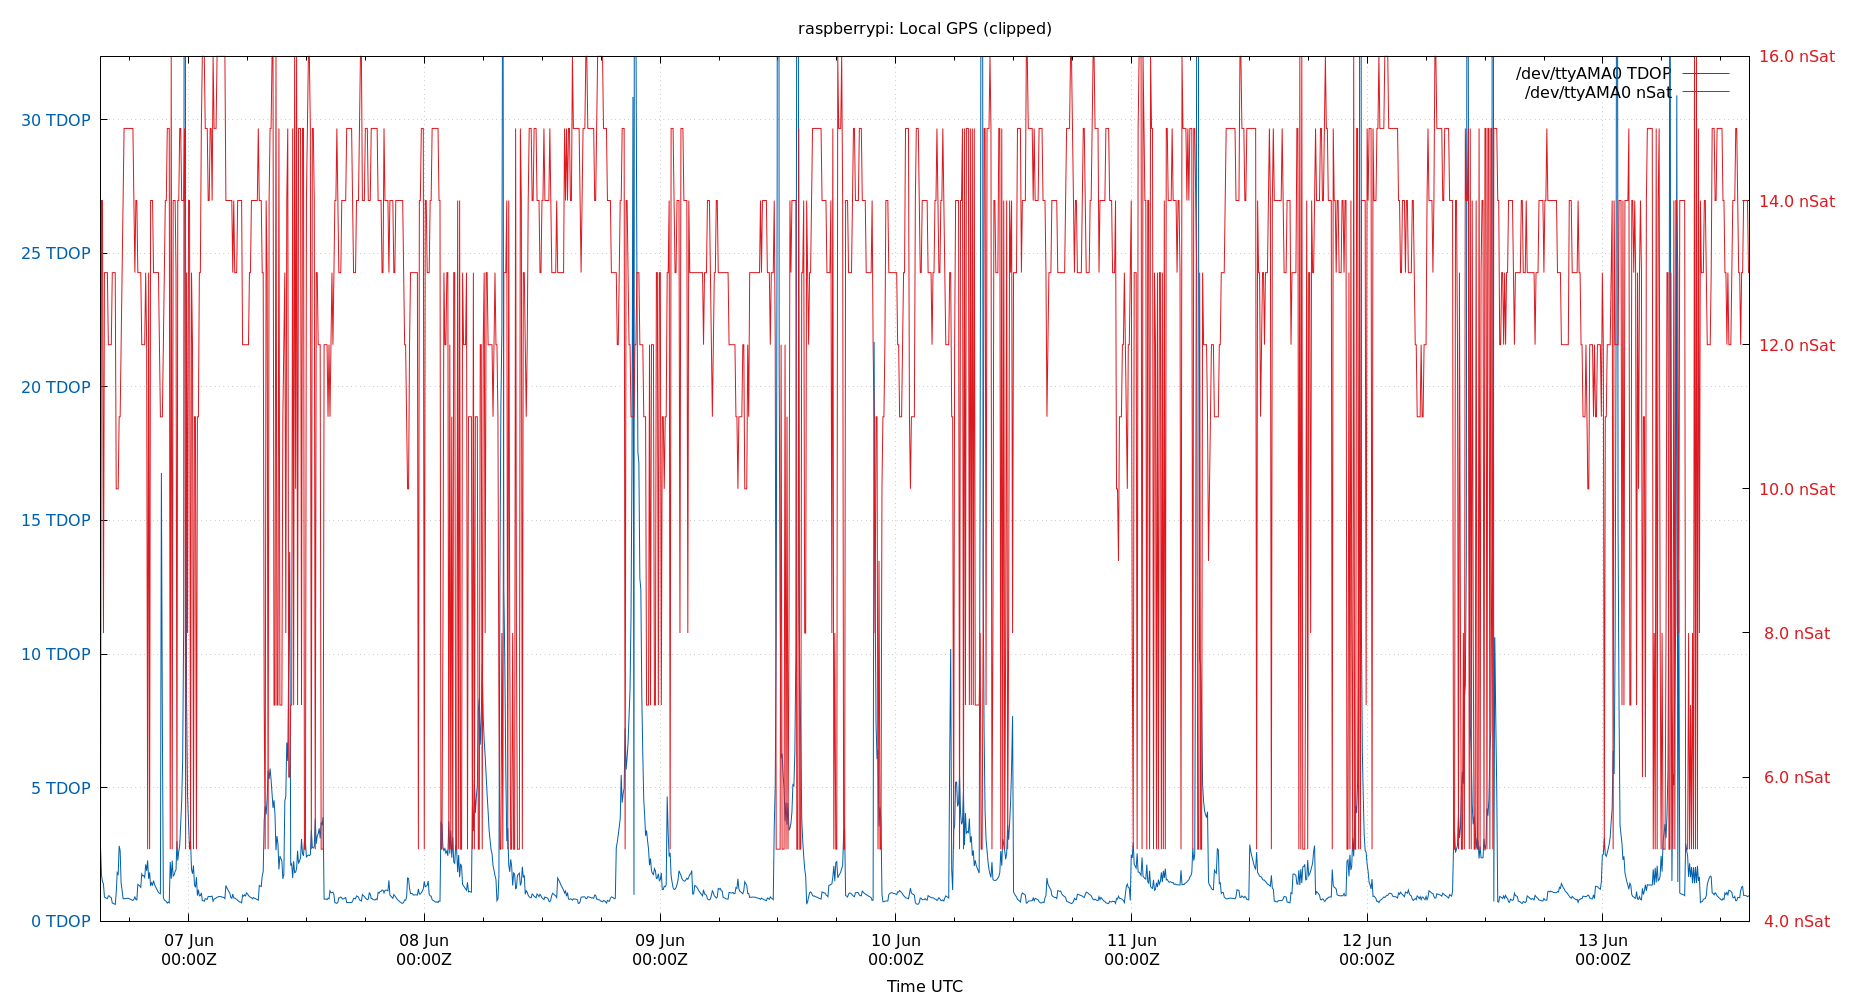 raspberrypi: Local GPS (clipped)
/dev/ttyAMA0 TDOP
/dev/ttyAMA0 nSat
30 TDOP
25 TDOP
20 TDOP
15 TDOP
10 TDOP
5 TDOP
0 TDOP
16.0 nSat
14.0 nSat
12.0 nSat
10.0 nSat
8.0 nSat
6.0 nSat
4.0 nSat
07 Jun
00:00Z
08 Jun
00:00Z
09 Jun
00:00Z
10 Jun
00:00Z
11 Jun
00:00Z
12 Jun
00:00Z
13 Jun
00:00Z
Time UTC